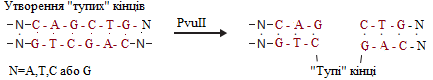 Утворення "тупих" кінців
-N-C-A-G-C-T-G-N PvuII -N-C-A-G C-T-G-N
-N-G-T-C-G-A-C-N- -N-G-T-C G-A-C-N
"Тупі" кінці
N=A,T,C або G